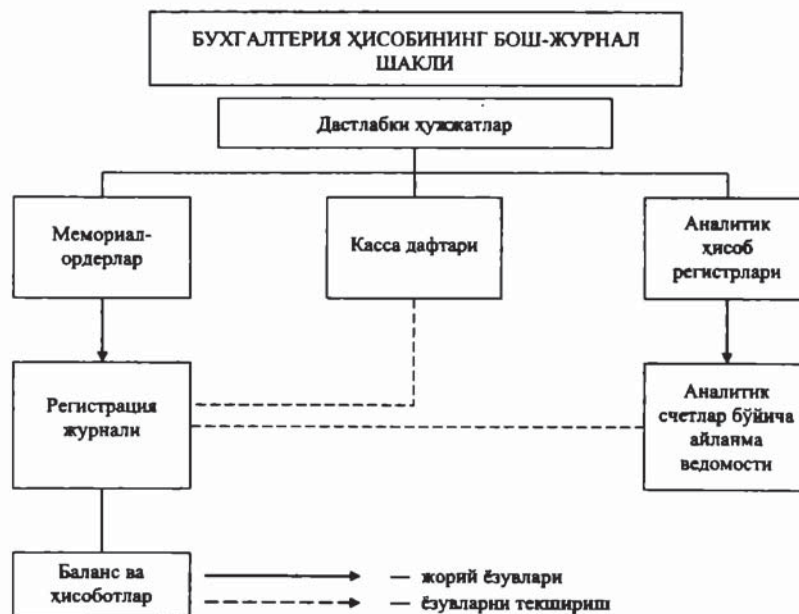 БУХГАЛТЕРИЯ ҲИСОБИНИНГ БОШ-ЖУРНАЛ
ШАКЛИ
Дастлабки ҳужжатлар
Мемориал-
ордерлар
Касса дафтари
Аналитик
ҳисоб
регистрлари
Регистрация
журнали
Аналитик
счетлар бўйича
айланма
ведомости
Баланс ва
ҳисоботлар
— жорий ёзувлари
— ёзувларни текшириш